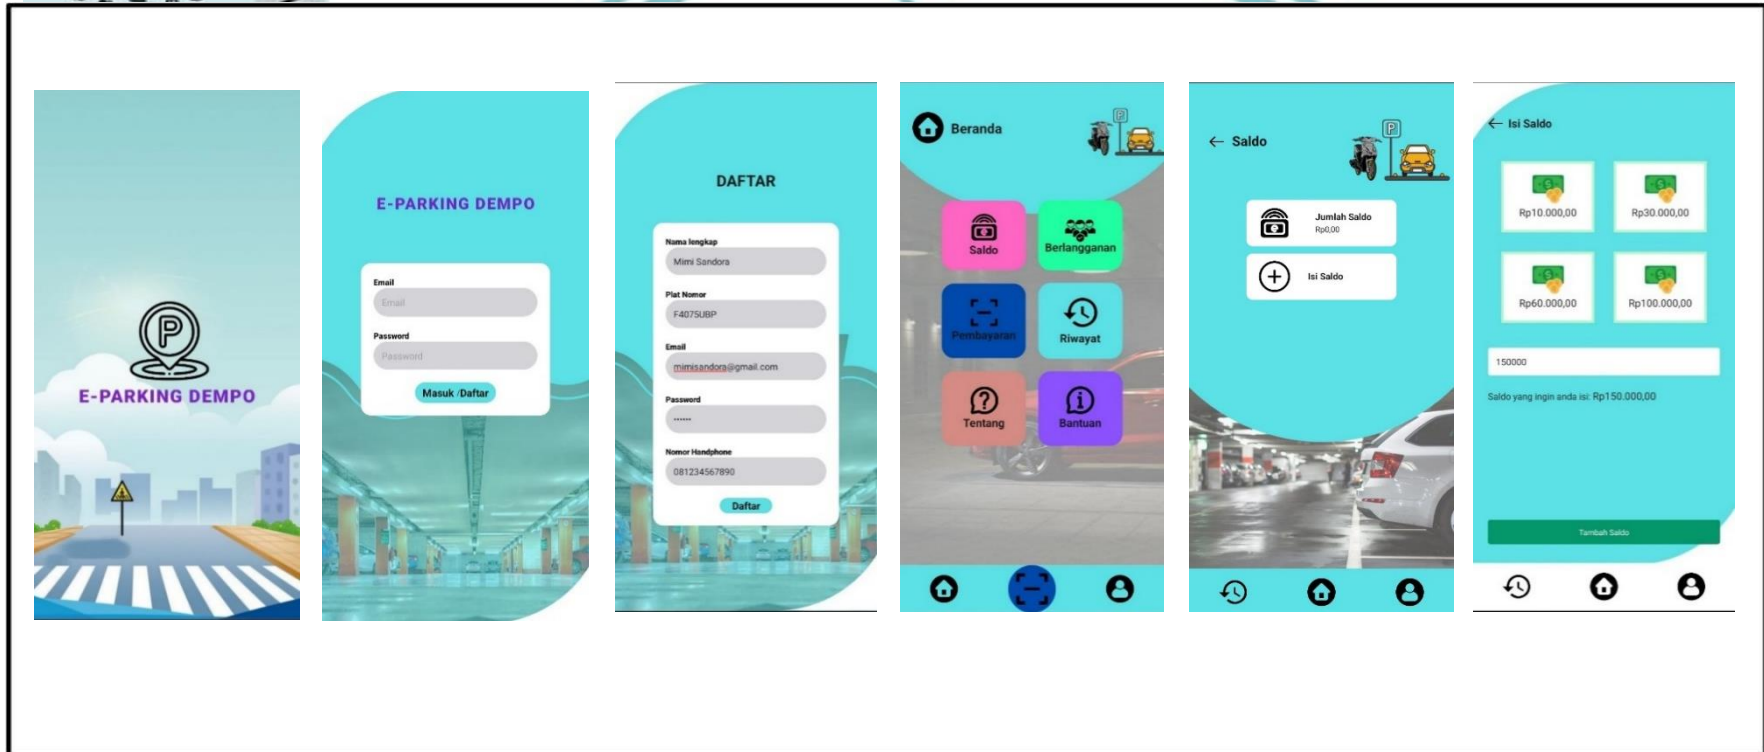 E-PARKING DEMPO
E-PARKING DEMPO
Email
Email
Password
Password
Masuk /Daftar
DAFTAR
Nama lengkap
Mimi Sandora
Plat Nomor
F4075UBP
Email
mimisandora@gmail.com
Password
······
Nomor Handphone
081234567890
Daftar
Beranda
Saldo
Berlangganan
Pembayaran
Riwayat
Tentang
Bantuan
← Saldo
Jumlah Saldo
Rp0,00
Isi Saldo
← Isi Saldo
Rp10.000,00
Rp30.000,00
Rp60.000,00
Rp100.000,00
150000
Saldo yang ingin anda isi: Rp150.000,00
Tambah Saldo